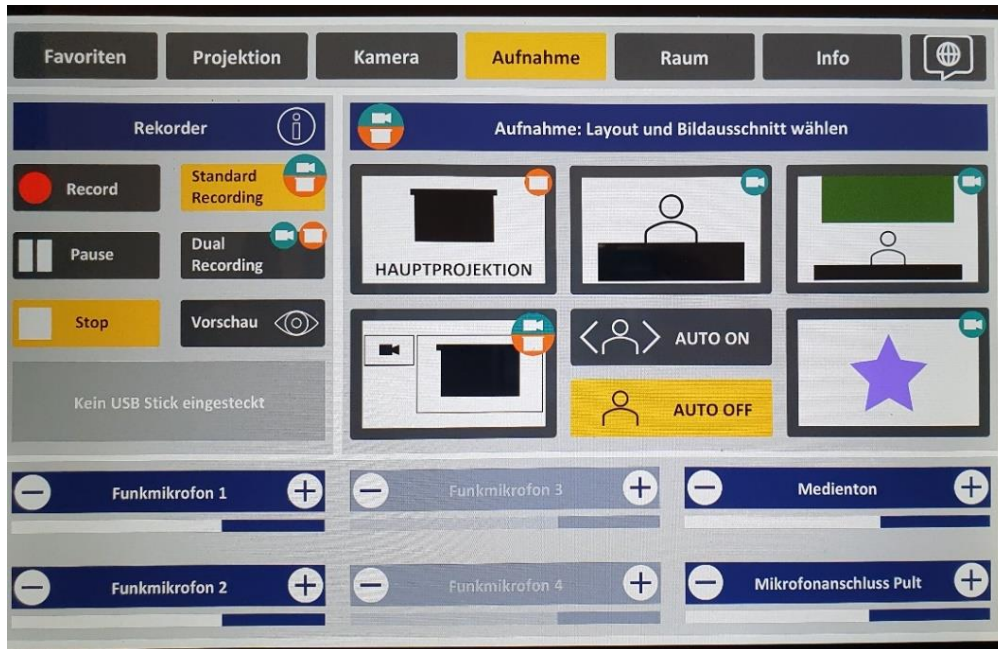 Favoriten
Projektion
Kamera
Aufnahme
Raum
Info
Rekorder
Aufnahme: Layout und Bildausschnitt wählen
Record
Standard
Recording
Pause
Dual
Recording
HAUPTPROJEKTION
Stop
Vorschau
AUTO ON
AUTO OFF
Kein USB Stick eingesteckt
Funkmikrofon 1
Funkmikrofon 3
Medienton
Funkmikrofon 2
Funkmikrofon 4
Mikrofonanschluss Pult